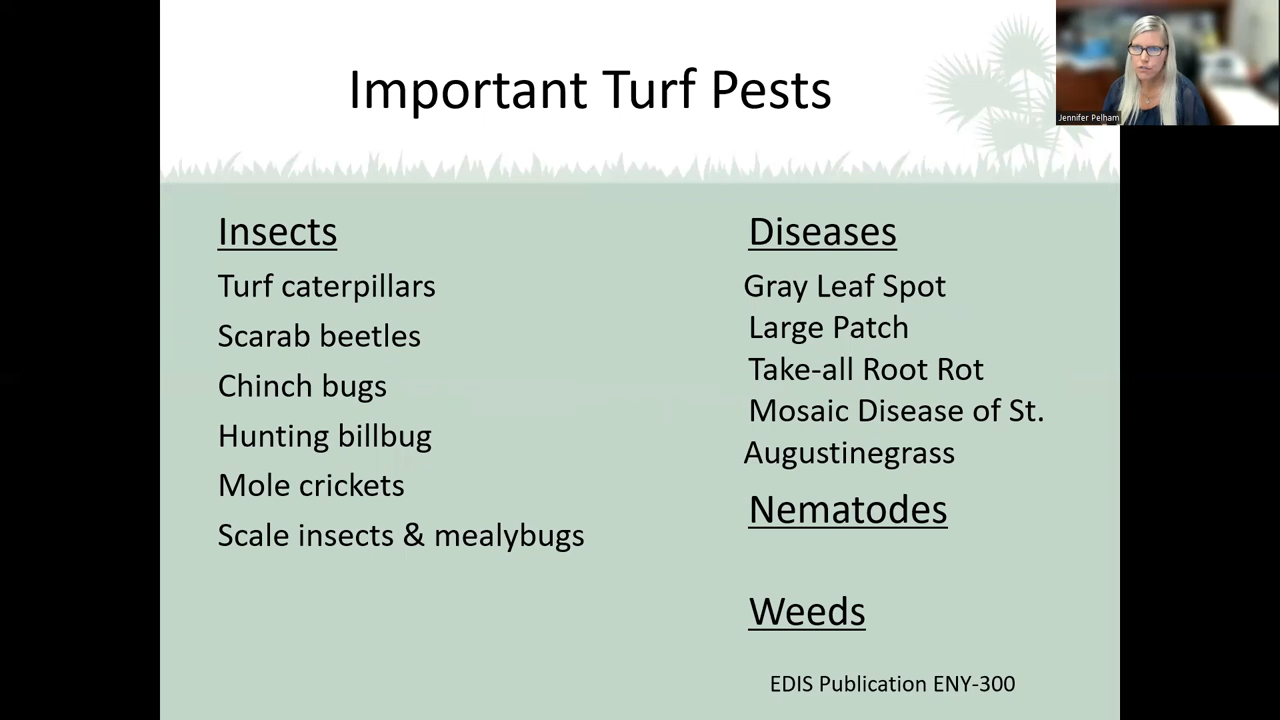 Important Turf Pests
Jennifer Pelham
Insects
Turf caterpillars
Scarab beetles
Chinch bugs
Hunting billbug
Mole crickets
Scale insects & mealybugs
Diseases
Gray Leaf Spot
Large Patch
Take-all Root Rot
Mosaic Disease of St.
Augustinegrass
Nematodes
Weeds
EDIS Publication ENY-300